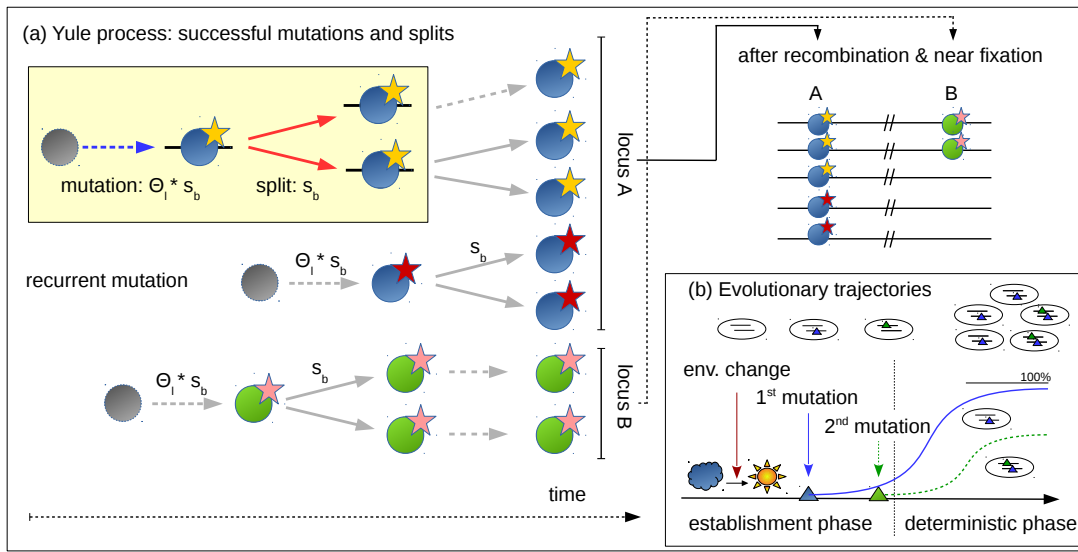 (a) Yule process: successful mutations and splits
mutation: Θl * sb
split: sb
recurrent mutation
Θl * sb
sb
Θl * sb
sb
locus A
locus B
time
after recombination & near fixation
A
B
//
//
//
//
//
(b) Evolutionary trajectories
env. change
1st mutation
2nd mutation
100%
establishment phase
deterministic phase